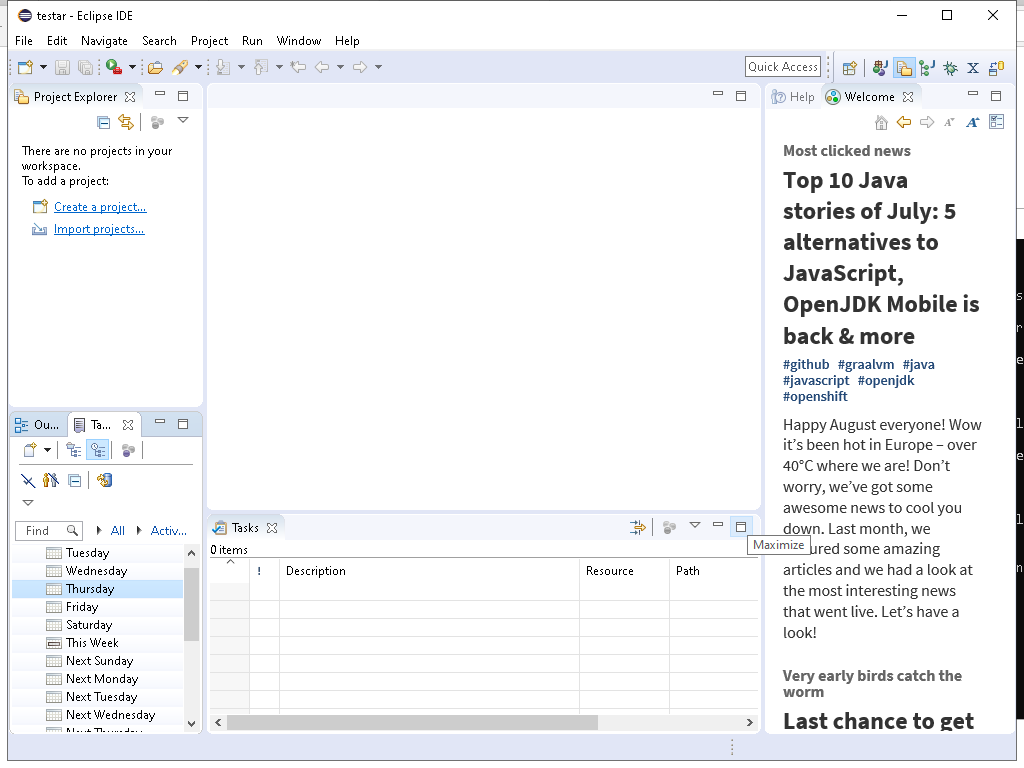 testar - Eclipse IDE
File Edit Navigate Search Project Run Window Help
Quick Access
Project Explorer
There are no projects in your
workspace.
To add a project:
Create a project...
Import projects...
Ou...
Ta...
Find
All
Activ...
Tuesday
Wednesday
Thursday
Friday
Saturday
This Week
Next Sunday
Next Monday
Next Tuesday
Next Wednesday
Next Thursday
Tasks
0 items
! Description Resource Path
Maximize
Help
Welcome
Most clicked news
Top 10 Java
stories of July: 5
alternatives to
JavaScript,
OpenJDK Mobile is
back & more
#github #graalvm #java
#javascript #openjdk
#openshift
Happy August everyone! Wow
it's been hot in Europe – over
40°C where we are! Don't
worry, we've got some
awesome news to cool you
down. Last month, we
tured some amazing
articles and we had a look at
the most interesting news
that went live. Let's have a
look!
Very early birds catch the
worm
Last chance to get